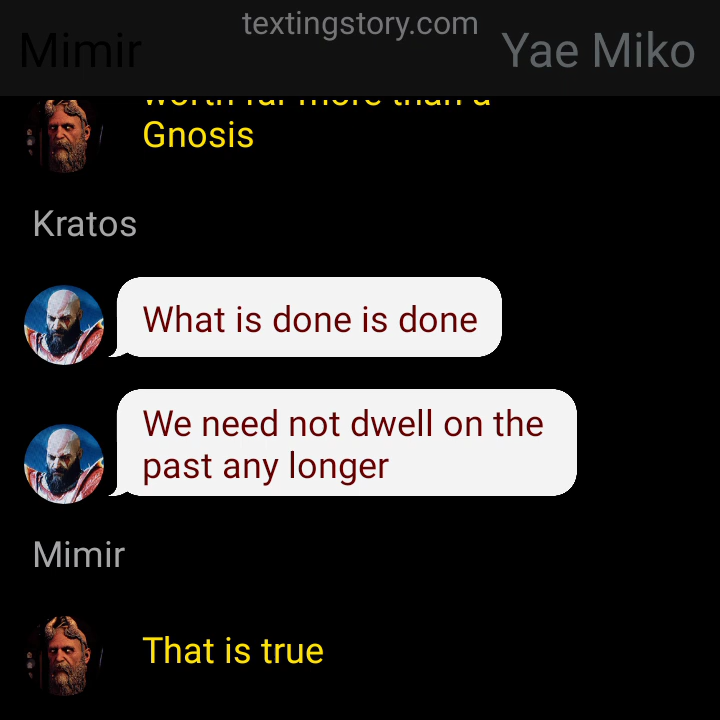 textingstory.com
Mimir
Yae Miko
worth far more than a
Gnosis
Kratos
What is done is done
We need not dwell on the
past any longer
Mimir
That is true